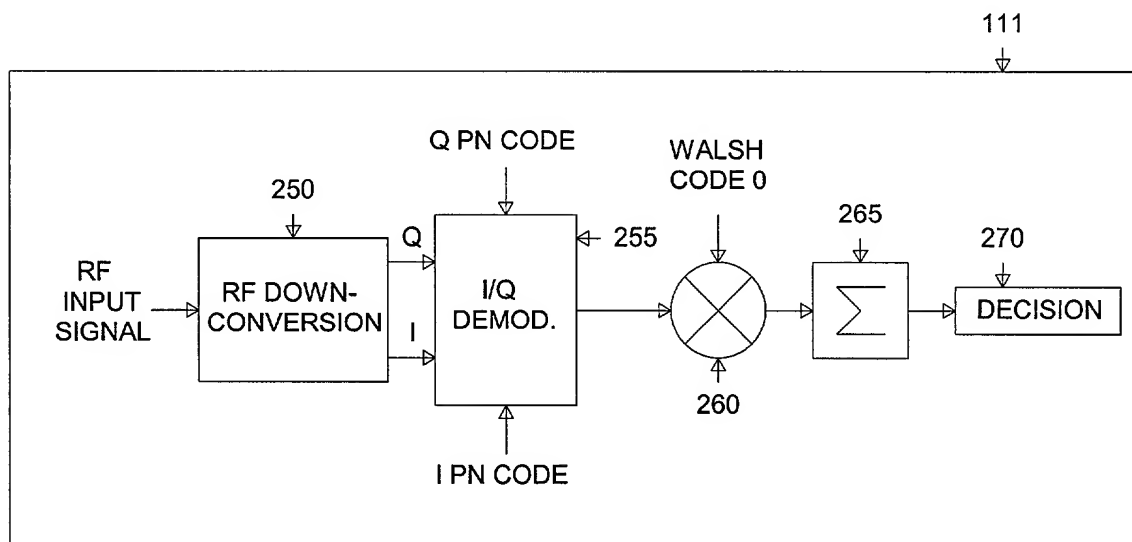 111
Q PN CODE
WALSH
CODE 0
250
Q
255
265
270
RF
INPUT
SIGNAL
RF DOWN-
CONVERSION
I/Q
DEMOD.
Σ
DECISION
I
260
I PN CODE